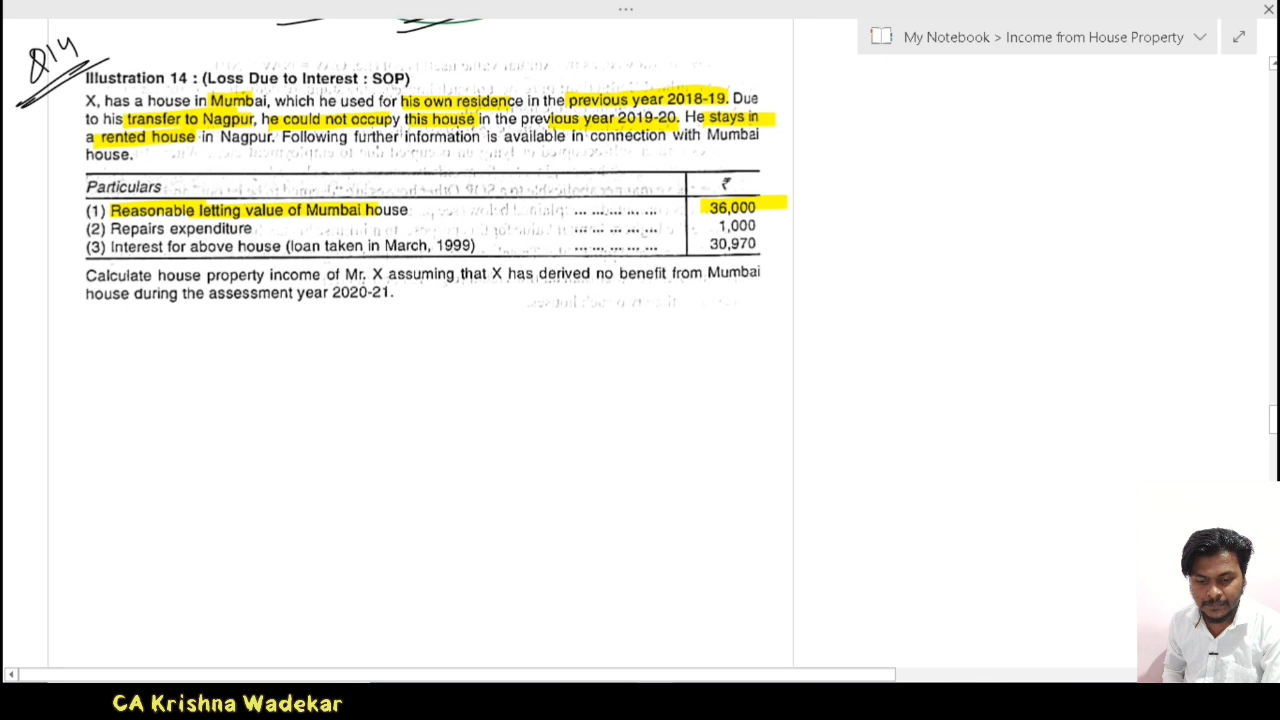 My Notebook > Income from House Property
Q14
Illustration 14 : (Loss Due to Interest : SOP)
X, has a house in Mumbai, which he used for his own residence in the previous year 2018-19. Due
to his transfer to Nagpur, he could not occupy this house in the previous year 2019-20. He stays in
a rented house in Nagpur. Following further information is available in connection with Mumbai
house.
Particulars ₹
(1) Reasonable letting value of Mumbai house ... ... ... ... ... 36,000
(2) Repairs expenditure ... ... ... ... ... 1,000
(3) Interest for above house (loan taken in March, 1999) ... ... ... ... ... 30,970
Calculate house property income of Mr. X assuming that X has derived no benefit from Mumbai
house during the assessment year 2020-21.
CA Krishna Wadekar